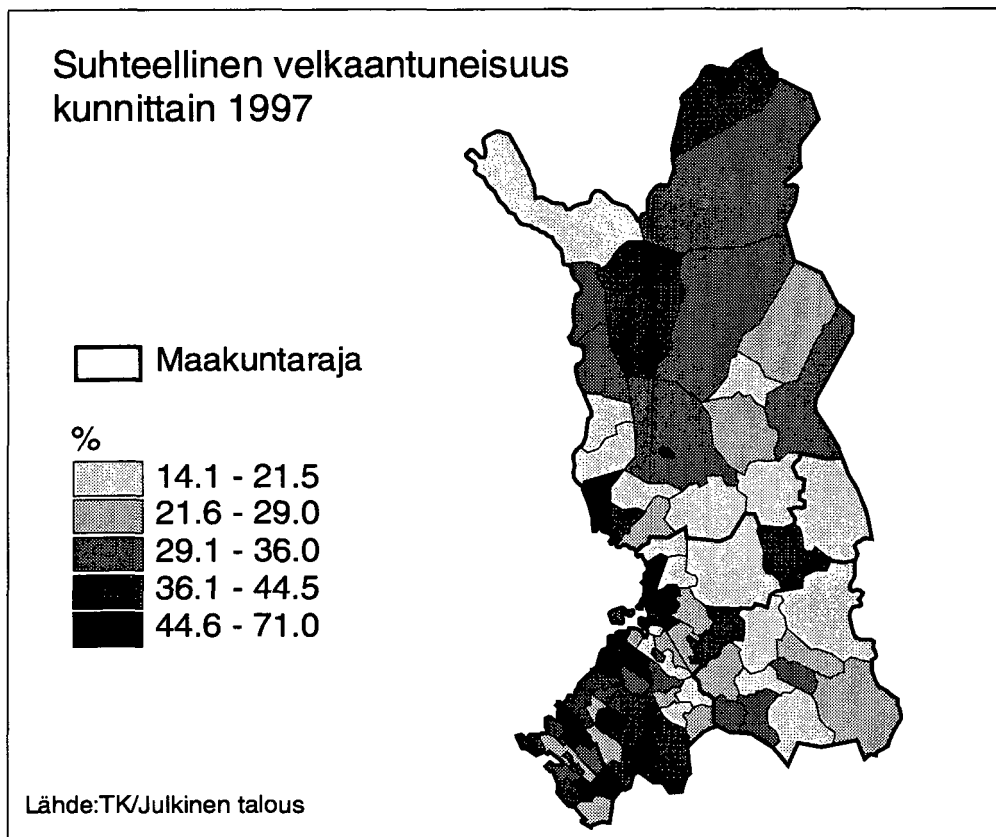 Suhteellinen velkaantuneisuus
kunnittain 1997
Maakuntaraja
%
14.1 - 21.5
21.6 - 29.0
29.1 - 36.0
36.1 - 44.5
44.6 - 71.0
Lähde:TK/Julkinen talous